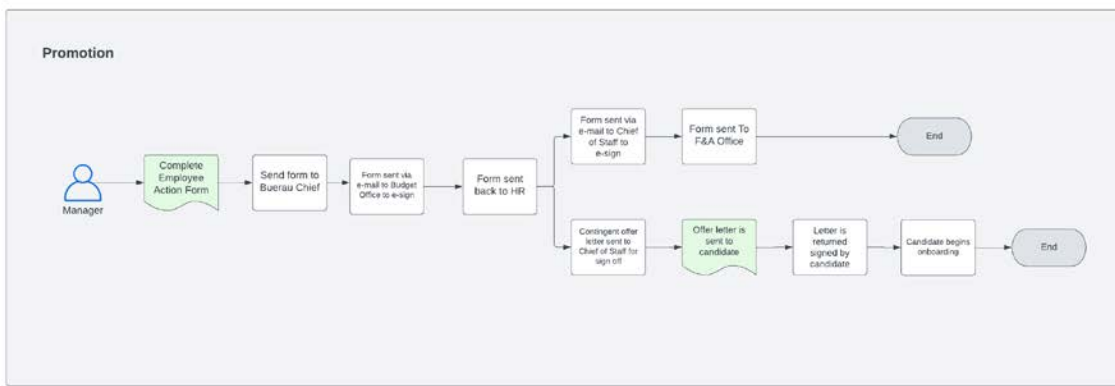 Promotion
Manager
Complete
Employee
Action Form
Send form to
Buerau Chief
Form sent via
e-mail to Budget
Office to e-sign
Form sent
back to HR
Form sent via
e-mail to Chief
of Staff to
e-sign
Form sent To
F&A Office
End
Contingent offer
letter sent to
Chief of Staff for
sign off
Offer letter is
sent to
candidate
Letter is
returned
signed by
candidate
Candidate begins
onboarding
End